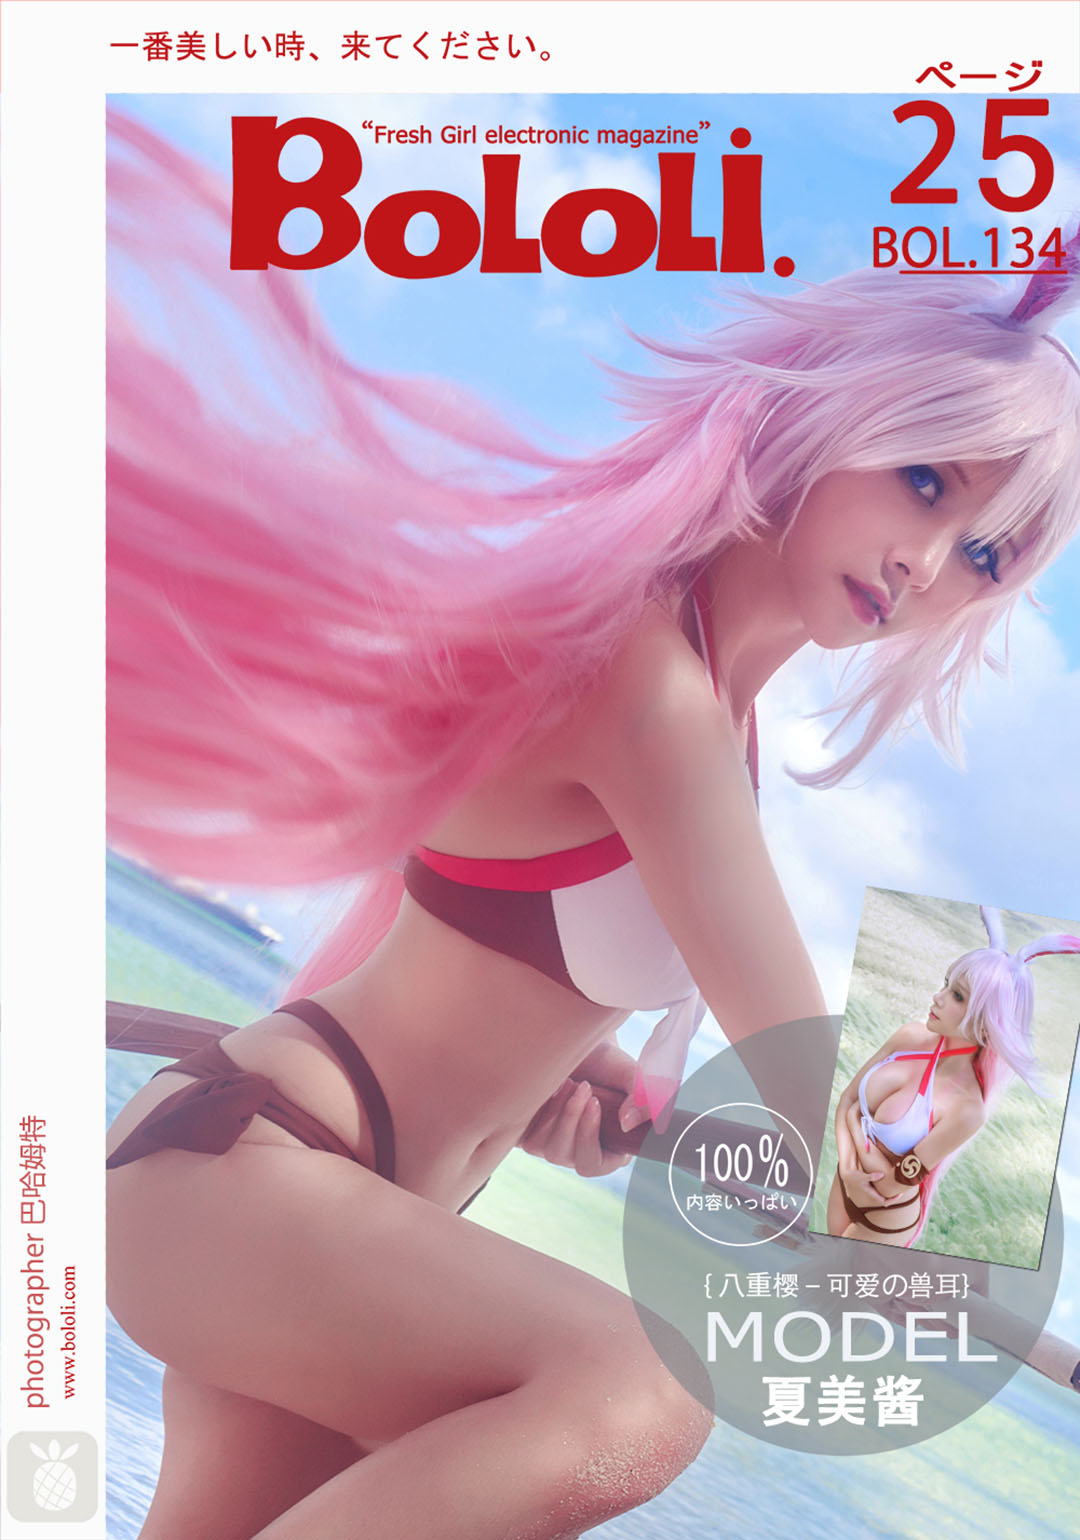 一番美しい時、来てください。
ページ
25
BOL.134
“Fresh Girl electronic magazine”
BoLoLi.
100%
内容いっぱい
{ 八重樱 – 可爱の兽耳}
MODEL
夏美酱
photographer 巴哈姆特
www.bololi.com